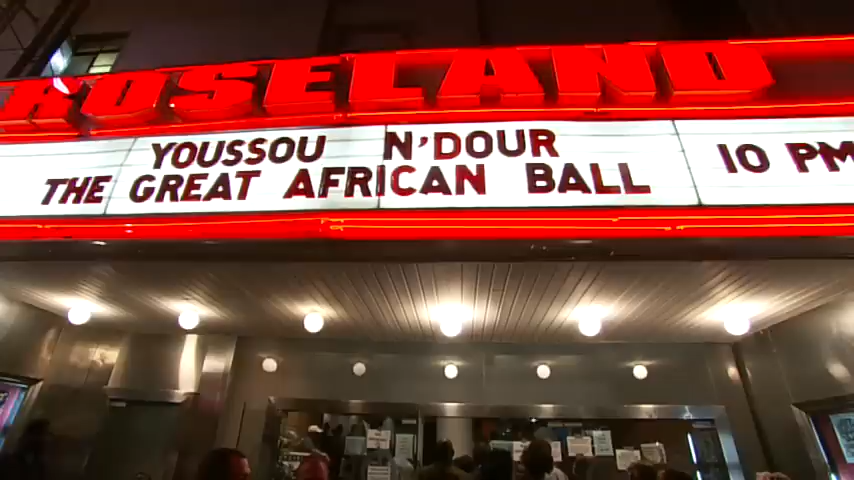 ROSELAND
YOUSSOU N'DOUR
THE GREAT AFRICAN BALL
10 PM